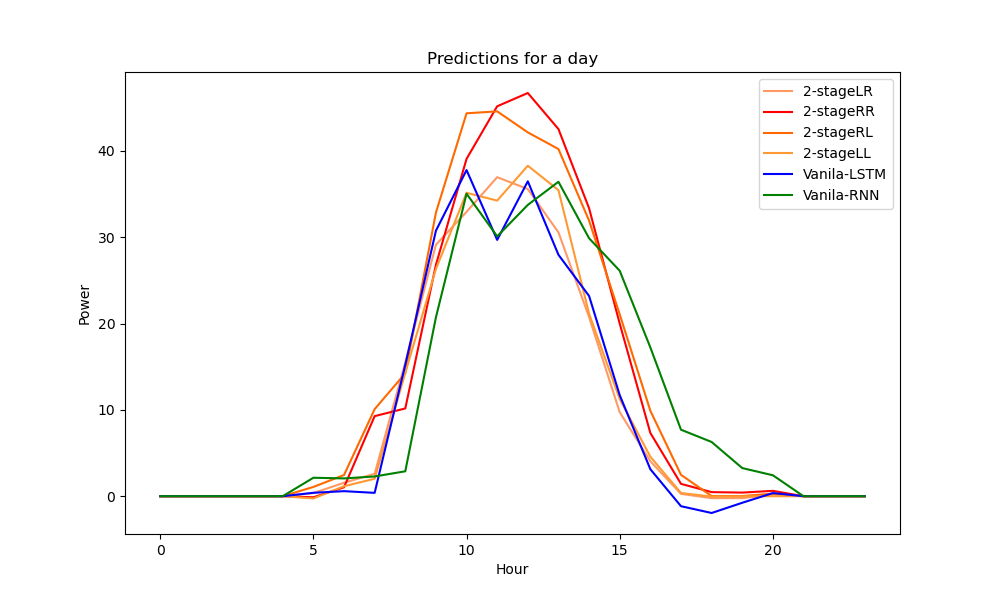 Predictions for a day
2-stageLR
2-stageRR
2-stageRL
2-stageLL
Vanila-LSTM
Vanila-RNN
Power
40
30
20
10
0
0 5 10 15 20
Hour